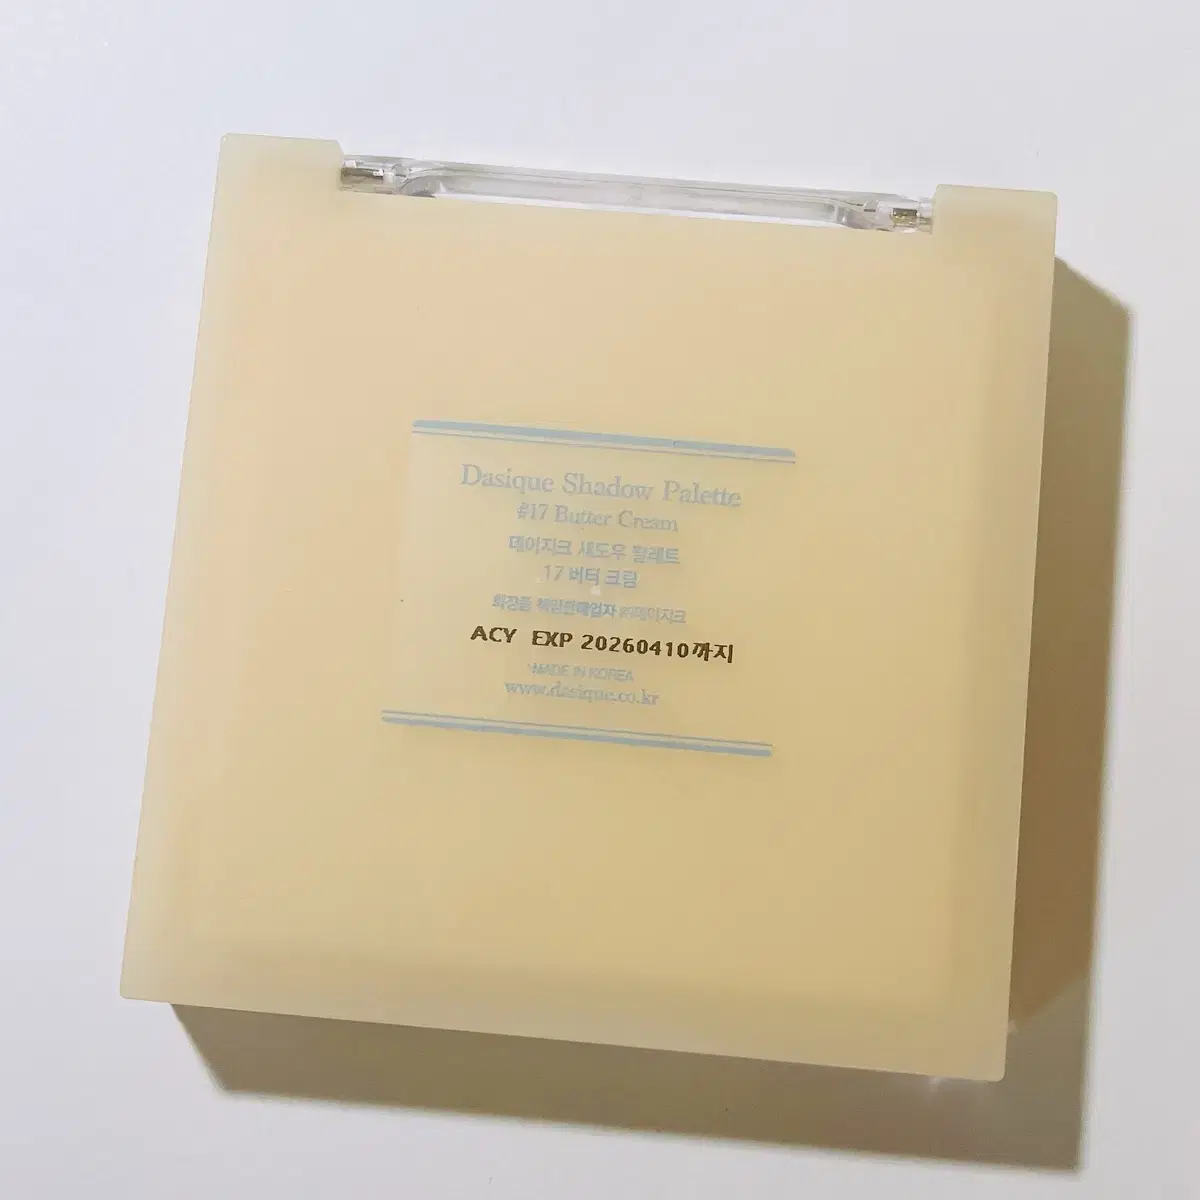 Dasique Shadow Palette
#17 Butter Cream
데이지크 섀도우 팔레트
17 버터 크림
화장품 책임판매업자 ㈜데이지크
ACY EXP 20260410까지
MADE IN KOREA
www.dasique.co.kr